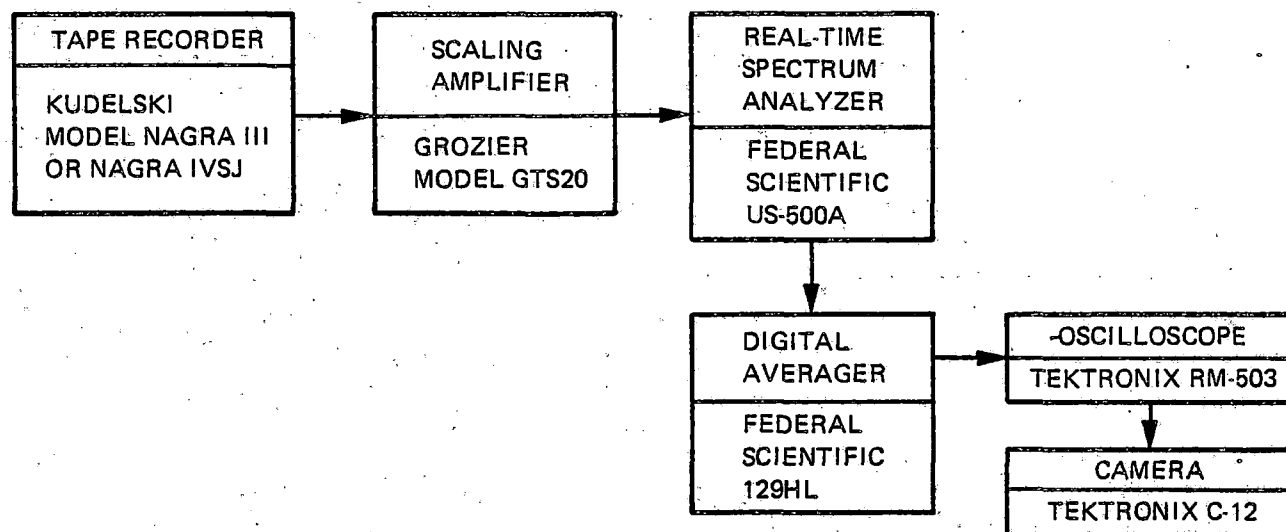 TAPE RECORDER
KUDELSKI
MODEL NAGRA III
OR NAGRA IVSJ
SCALING
AMPLIFIER
GROZIER
MODEL GTS20
REAL-TIME
SPECTRUM
ANALYZER
FEDERAL
SCIENTIFIC
US-500A
DIGITAL
AVERAGER
FEDERAL
SCIENTIFIC
129HL
OSCILLOSCOPE
TEKTRONIX RM-503
CAMERA
TEKTRONIX C-12